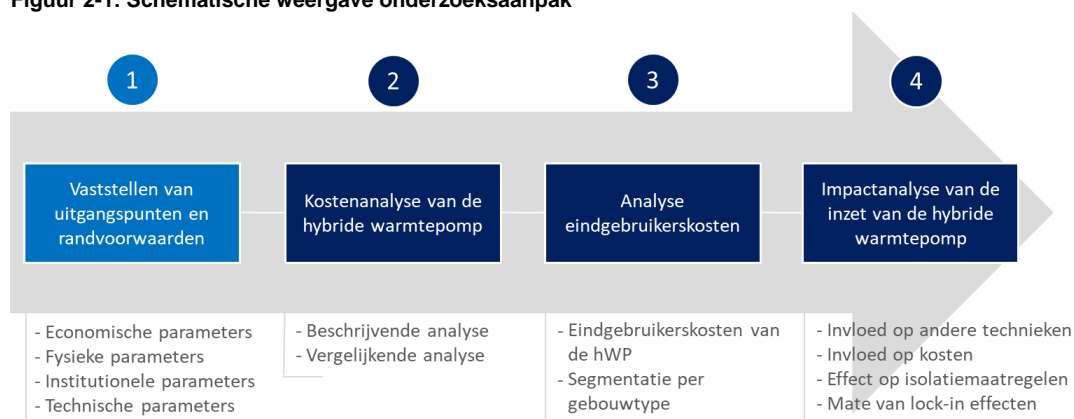 Figuur 2-1: Schematische weergave onderzoeksaanpak
1
2
3
4
Vaststellen van
uitgangspunten en
randvoorwaarden
Kostenanalyse van de
hybride warmtepomp
Analyse
eindgebruikerskosten
Impactanalyse van de
inzet van de hybride
warmtepomp
- Economische parameters
- Fysieke parameters
- Institutionele parameters
- Technische parameters
- Beschrijvende analyse
- Vergelijkende analyse
- Eindgebruikerskosten van
de hWP
- Segmentatie per
gebouwtype
- Invloed op andere technieken
- Invloed op kosten
- Effect op isolatiemaatregelen
- Mate van lock-in effecten